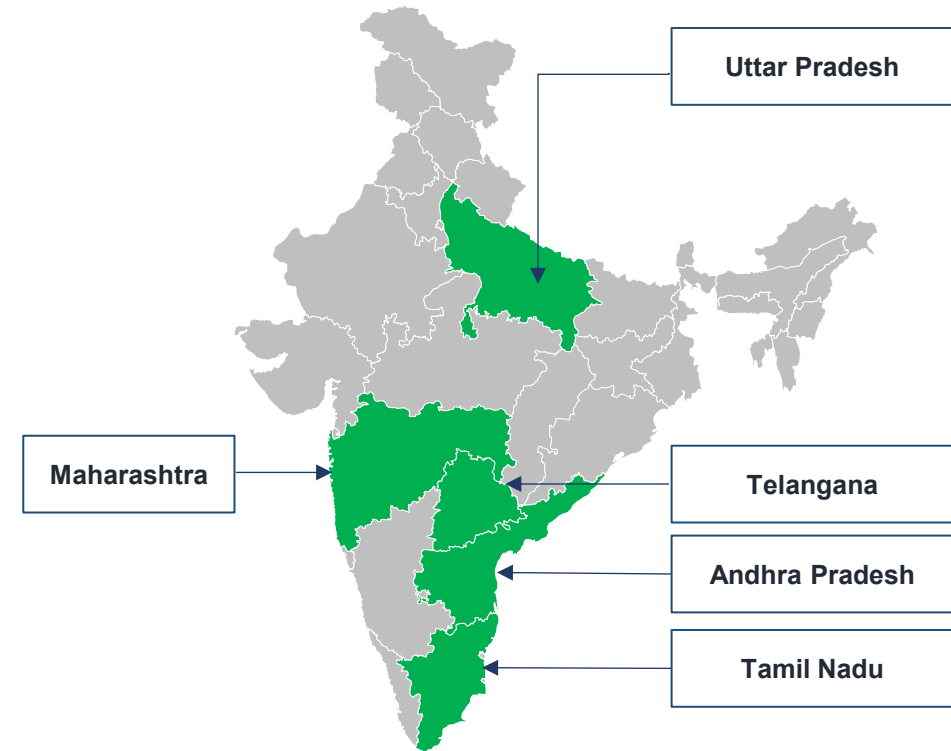 Uttar Pradesh
Maharashtra
Telangana
Andhra Pradesh
Tamil Nadu